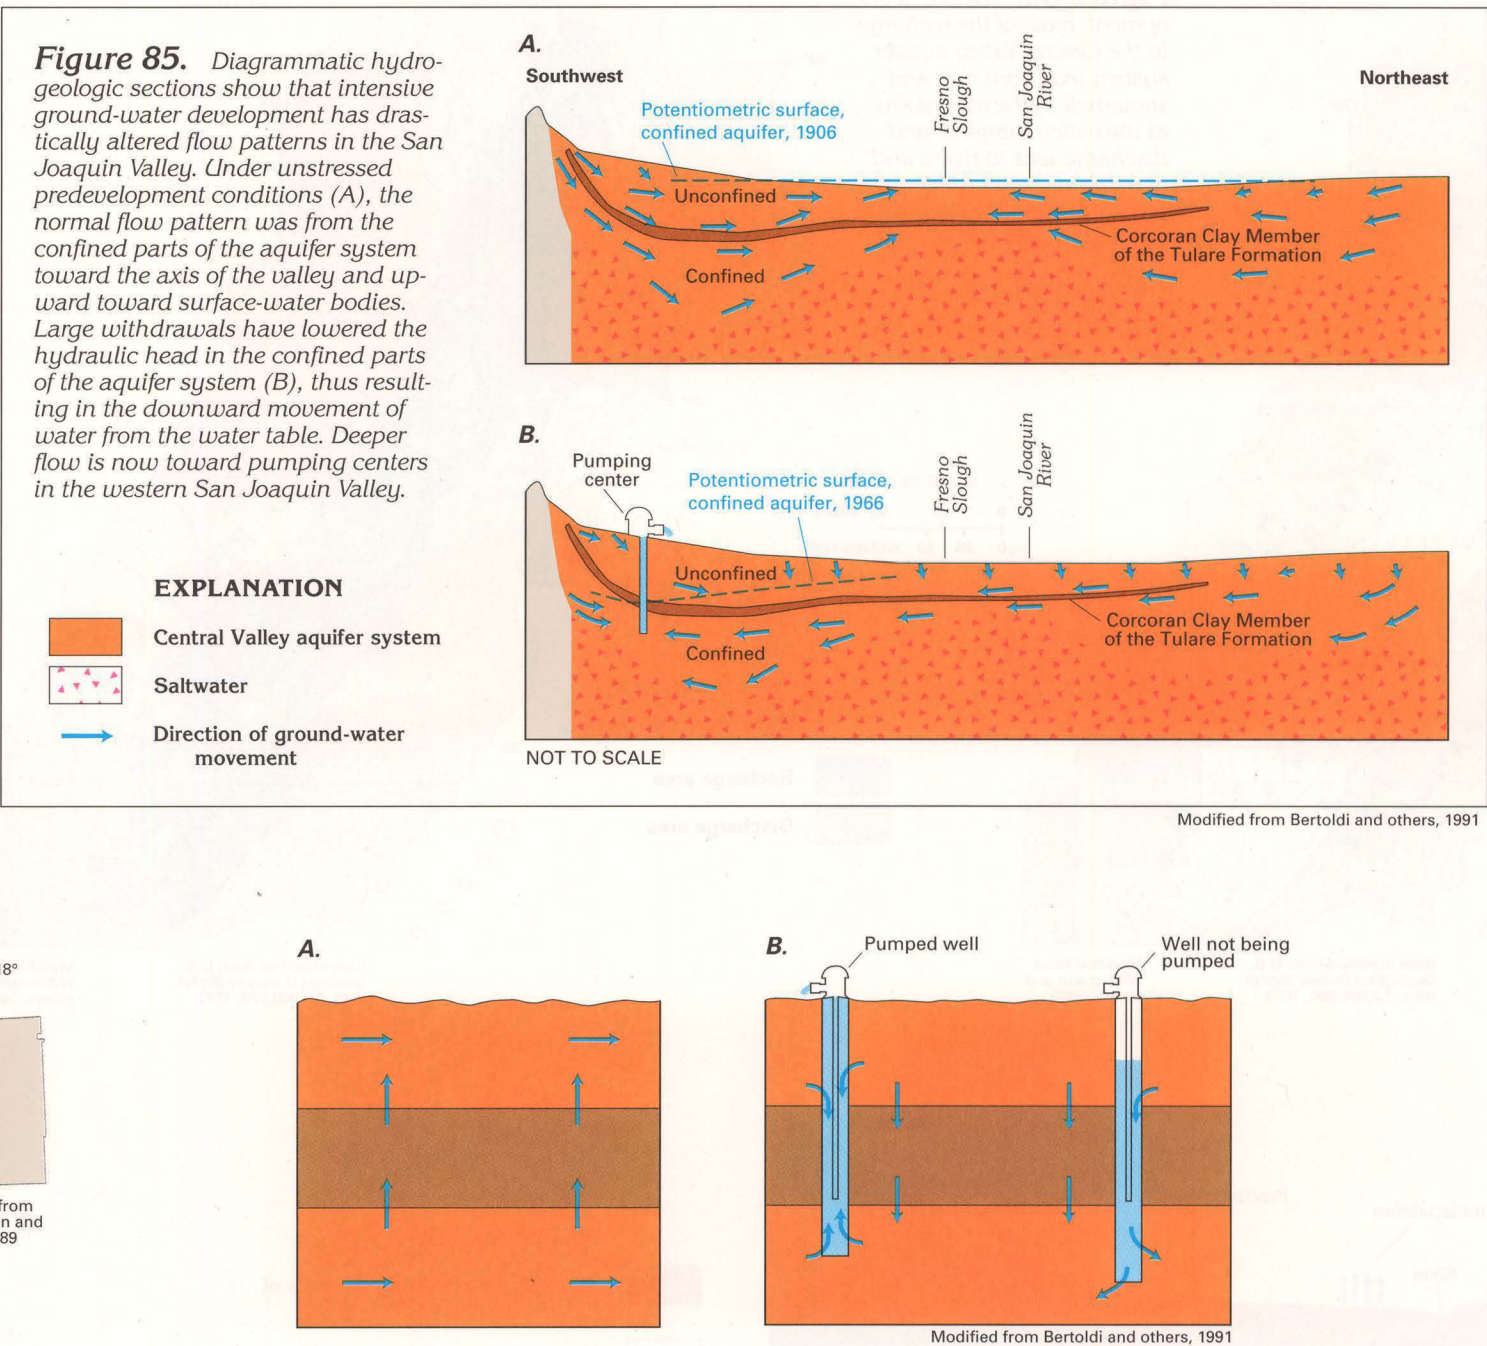 Figure 85. Diagrammatic hydro-
geologic sections show that intensive
ground-water development has dras-
tically altered flow patterns in the San
Joaquin Valley. Under unstressed
predevelopment conditions (A), the
normal flow pattern was from the
confined parts of the aquifer system
toward the axis of the valley and up-
ward toward surface-water bodies.
Large withdrawals have lowered the
hydraulic head in the confined parts
of the aquifer system (B), thus result-
ing in the downward movement of
water from the water table. Deeper
flow is now toward pumping centers
in the western San Joaquin Valley.
EXPLANATION
Central Valley aquifer system
Saltwater
Direction of ground-water
movement
A.
Southwest
Northeast
Potentiometric surface,
confined aquifer, 1906
Fresno
Slough
San Joaquin
River
Unconfined
Corcoran Clay Member
of the Tulare Formation
Confined
B.
Pumping
center
Potentiometric surface,
confined aquifer, 1966
Fresno
Slough
San Joaquin
River
Unconfined
Corcoran Clay Member
of the Tulare Formation
Confined
NOT TO SCALE
Modified from Bertoldi and others, 1991
18°
from
n and
89
A.
B.
Pumped well
Well not being
pumped
Modified from Bertoldi and others, 1991